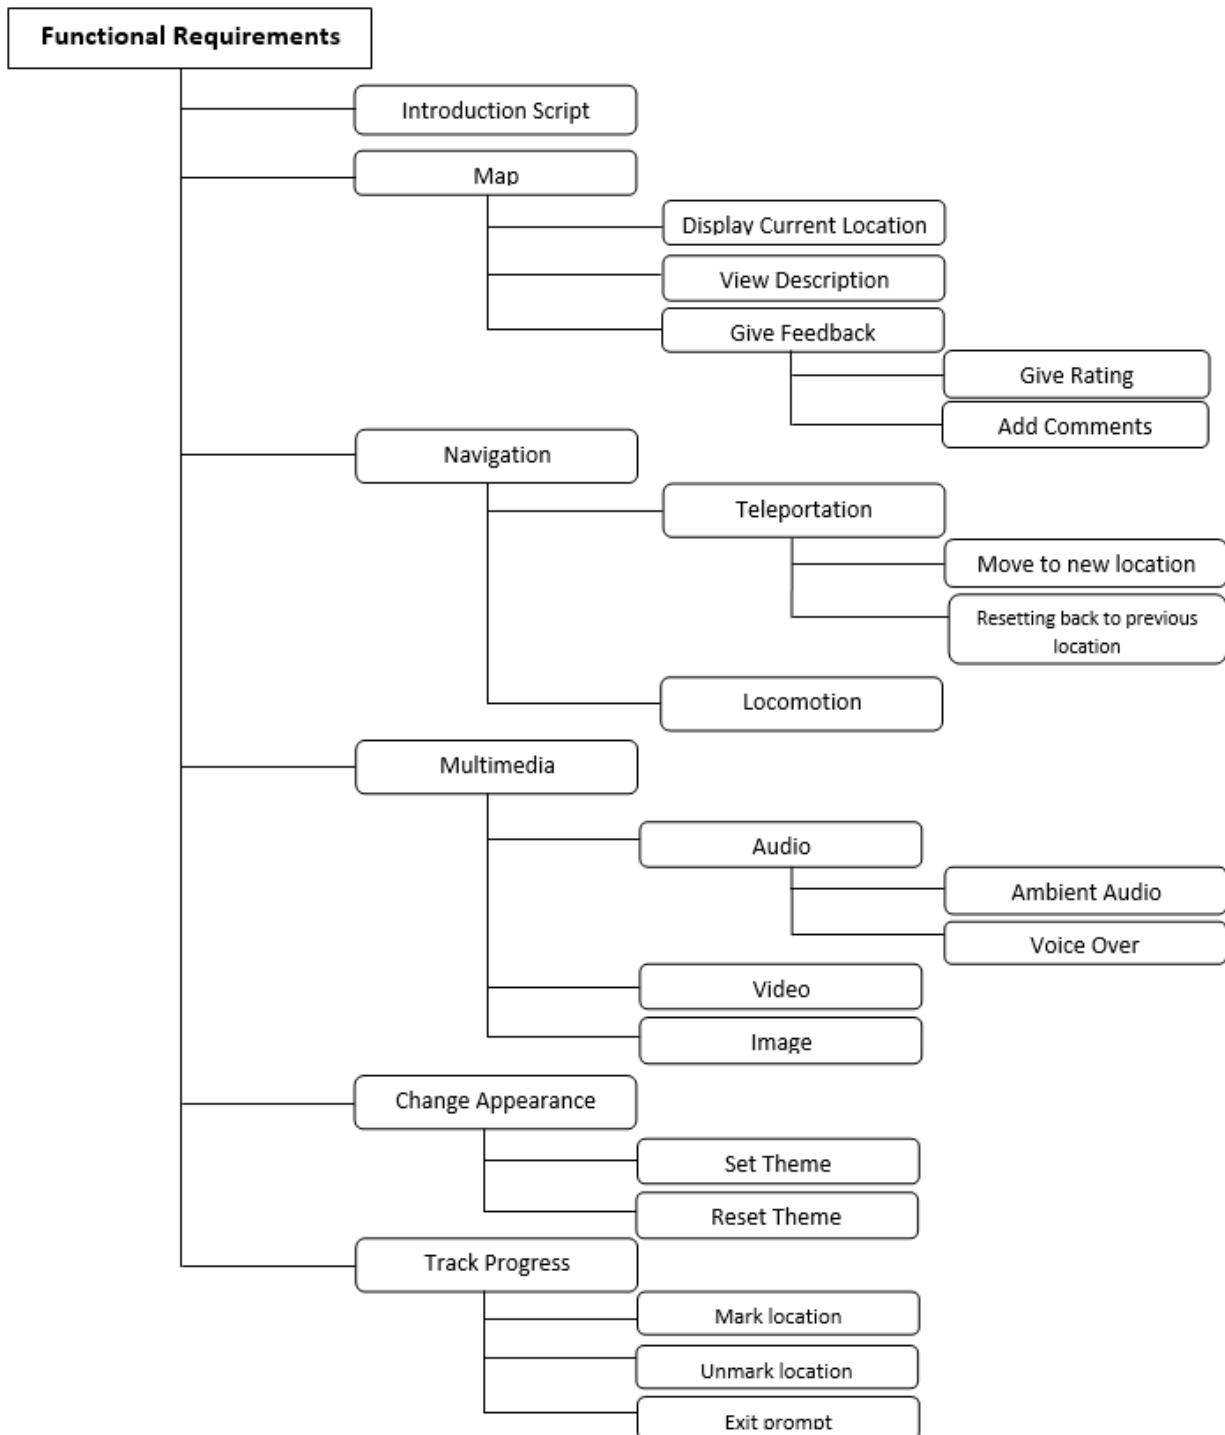 Functional Requirements
Introduction Script
Map
Display Current Location
View Description
Give Feedback
Give Rating
Add Comments
Navigation
Teleportation
Move to new location
Resetting back to previous
location
Locomotion
Multimedia
Audio
Ambient Audio
Voice Over
Video
Image
Change Appearance
Set Theme
Reset Theme
Track Progress
Mark location
Unmark location
Exit prompt